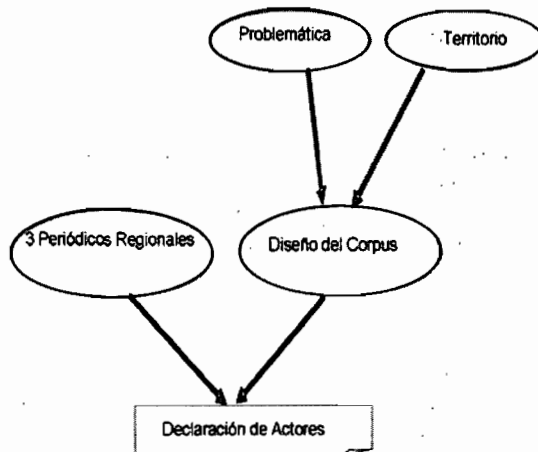 Problemática
Territorio
3 Periódicos Regionales
Diseño del Corpus
Declaración de Actores